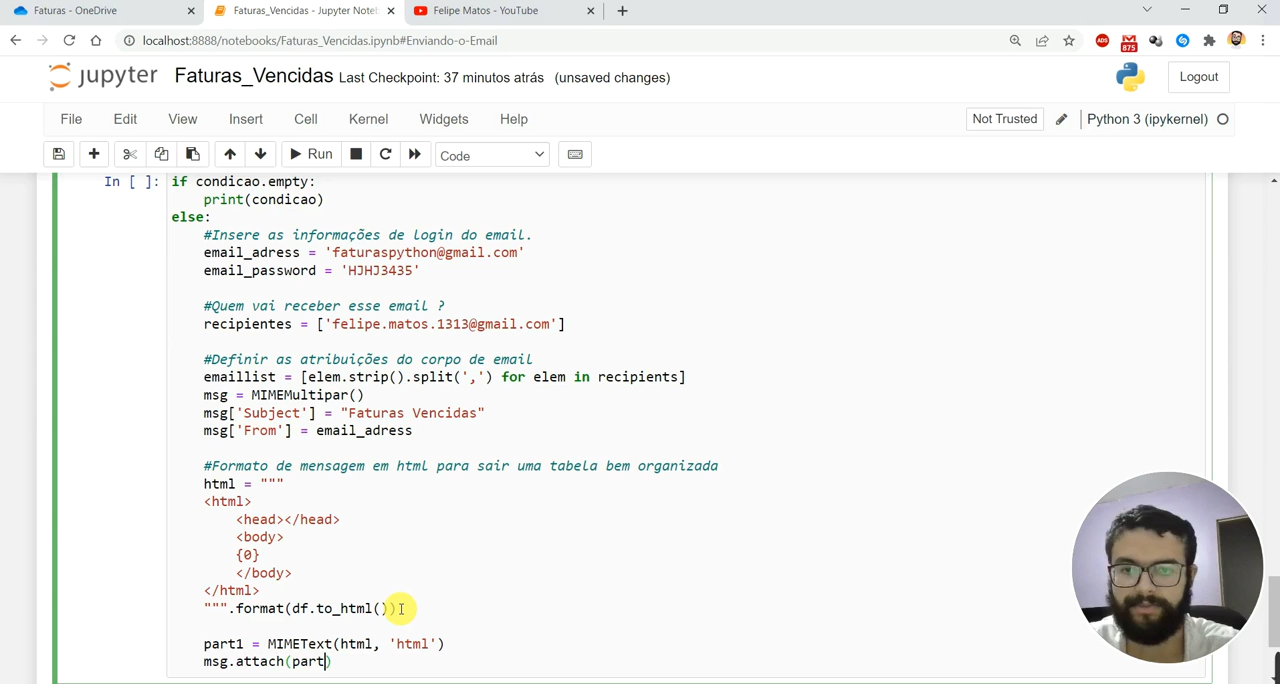 Faturas - OneDrive
Faturas_Vencidas - Jupyter Note
Felipe Matos - YouTube
localhost:8888/notebooks/Faturas_Vencidas.ipynb#Enviando-o-Email
ADS
875
jupyter
Faturas_Vencidas Last Checkpoint: 37 minutos atrás (unsaved changes)
Logout
File Edit View Insert Cell Kernel Widgets Help
Not Trusted
Python 3 (ipykernel)
Run
Code
In [ ]: if condicao.empty:
print(condicao)
else:
#Insere as informações de login do email.
email_adress = 'faturaspython@gmail.com'
email_password = 'HJHJ3435'
#Quem vai receber esse email ?
recipientes = ['felipe.matos.1313@gmail.com']
#Definir as atribuições do corpo de email
emaillist = [elem.strip().split(',') for elem in recipients]
msg = MIMEMultipar()
msg['Subject'] = "Faturas Vencidas"
msg['From'] = email_adress
#Formato de mensagem em html para sair uma tabela bem organizada
html = """
<html>
<head></head>
<body>
{0}
</body>
</html>
""".format(df.to_html())
part1 = MIMEText(html, 'html')
msg.attach(part)